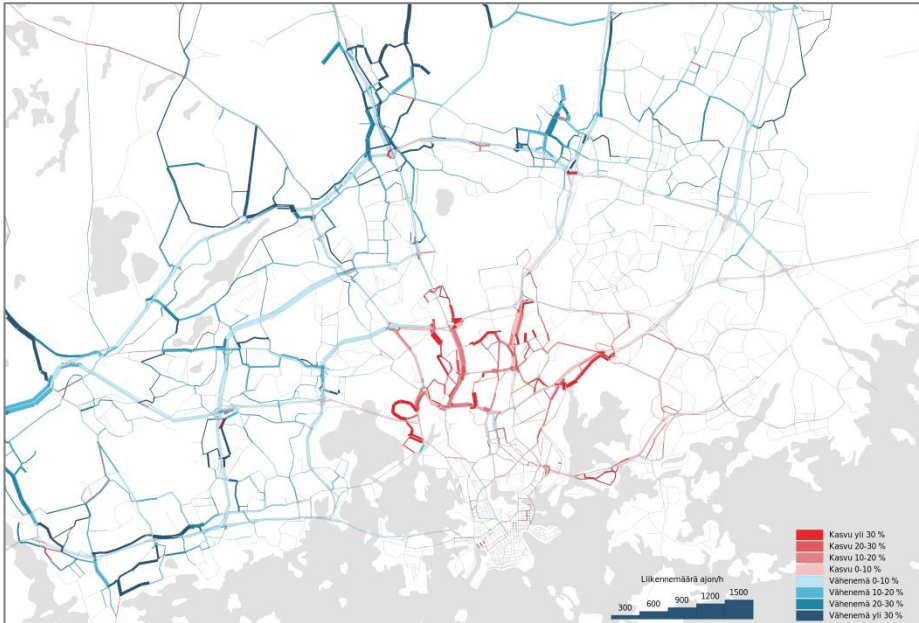 Kasvu yli 30 %
Kasvu 20-30 %
Kasvu 10-20 %
Kasvu 0-10 %
Vähenemä 0-10 %
Vähenemä 10-20 %
Vähenemä 20-30 %
Vähenemä yli 30 %
Liikennemäärä ajon/h
300 600 900 1200 1500